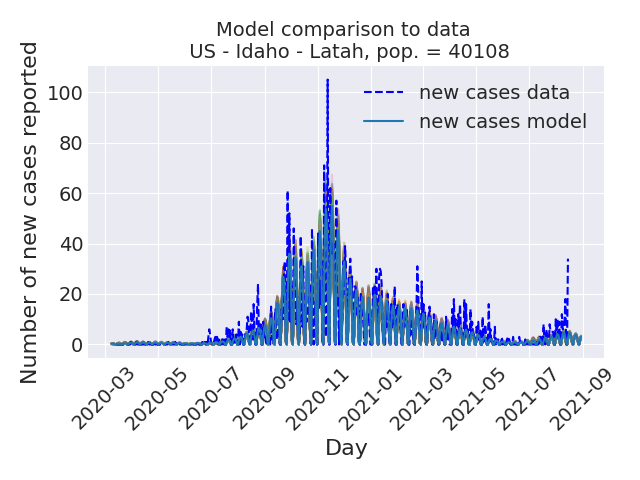 Model comparison to data
US - Idaho - Latah, pop. = 40108
Number of new cases reported
100
80
60
40
20
0
new cases data
new cases model
2020-03
2020-05
2020-07
2020-09
2020-11
2021-01
2021-03
2021-05
2021-07
2021-09
Day